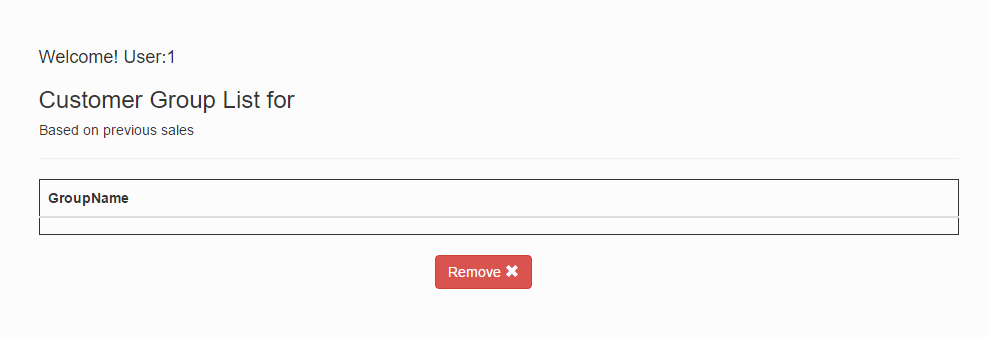 Welcome! User:1
Customer Group List for
Based on previous sales
GroupName
Remove ✖